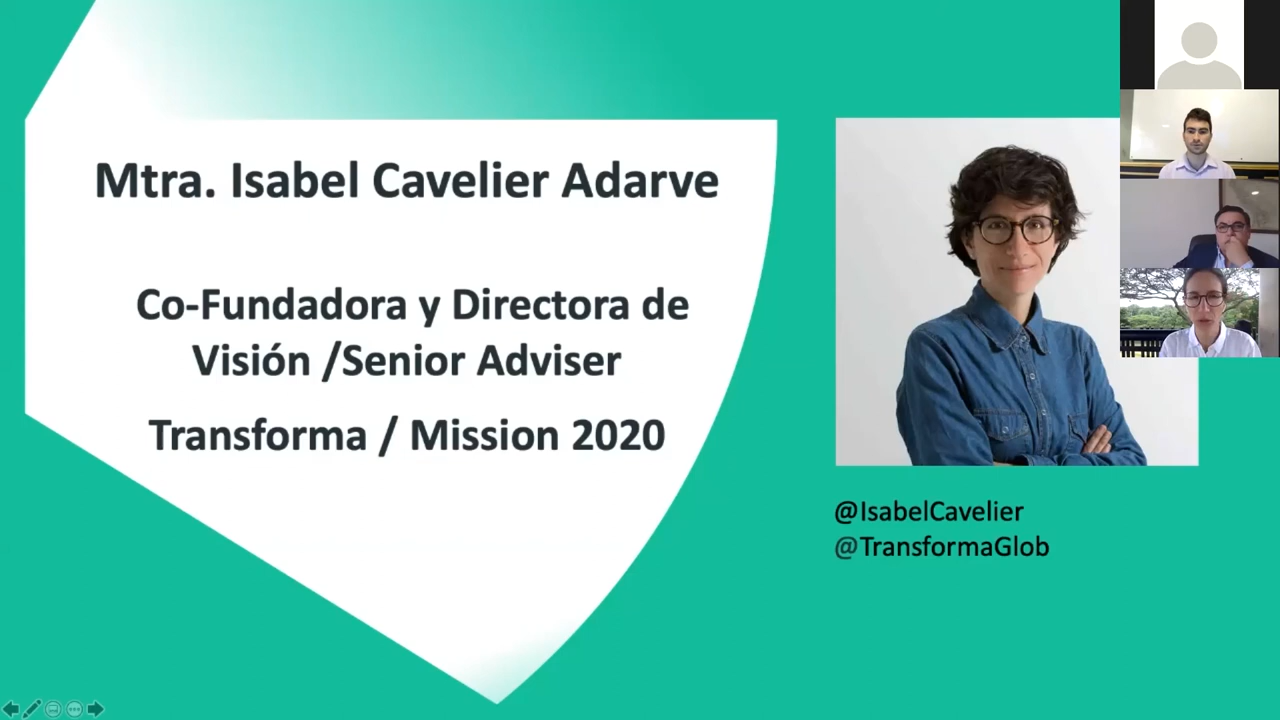 Mtra. Isabel Cavelier Adarve
Co-Fundadora y Directora de
Visión /Senior Adviser
Transforma / Mission 2020
@IsabelCavelier
@TransformaGlob